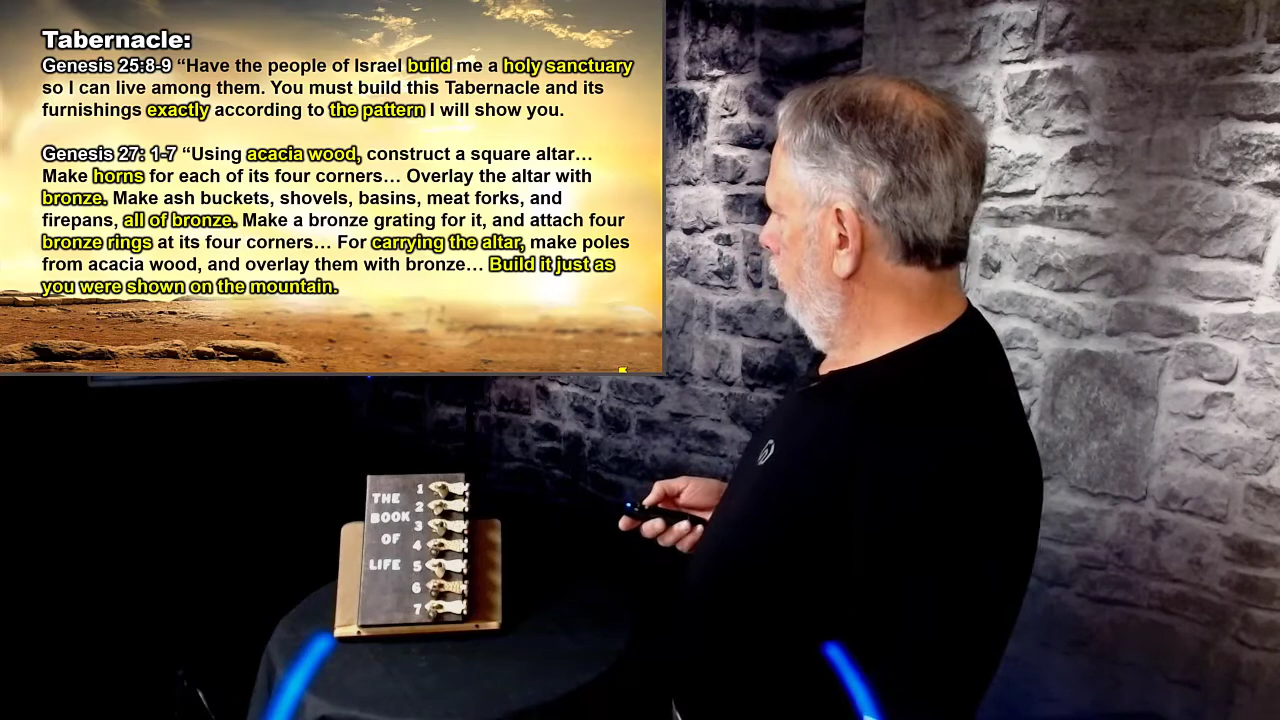 Tabernacle:
Genesis 25:8-9 “Have the people of Israel build me a holy sanctuary
so I can live among them. You must build this Tabernacle and its
furnishings exactly according to the pattern I will show you.
Genesis 27: 1-7 “Using acacia wood, construct a square altar…
Make horns for each of its four corners… Overlay the altar with
bronze. Make ash buckets, shovels, basins, meat forks, and
firepans, all of bronze. Make a bronze grating for it, and attach four
bronze rings at its four corners… For carrying the altar, make poles
from acacia wood, and overlay them with bronze… Build it just as
you were shown on the mountain.
THE
BOOK
OF
LIFE
1
2
3
4
5
6
7